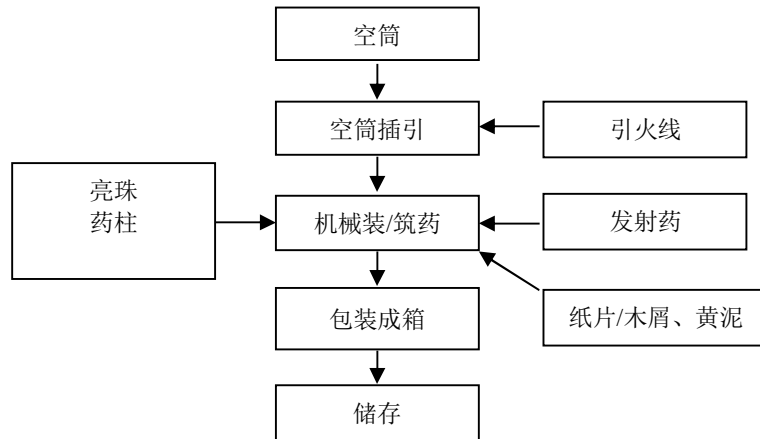 空筒
空筒插引
引火线
亮珠
药柱
机械装/筑药
发射药
包装成箱
纸片/木屑、黄泥
储存